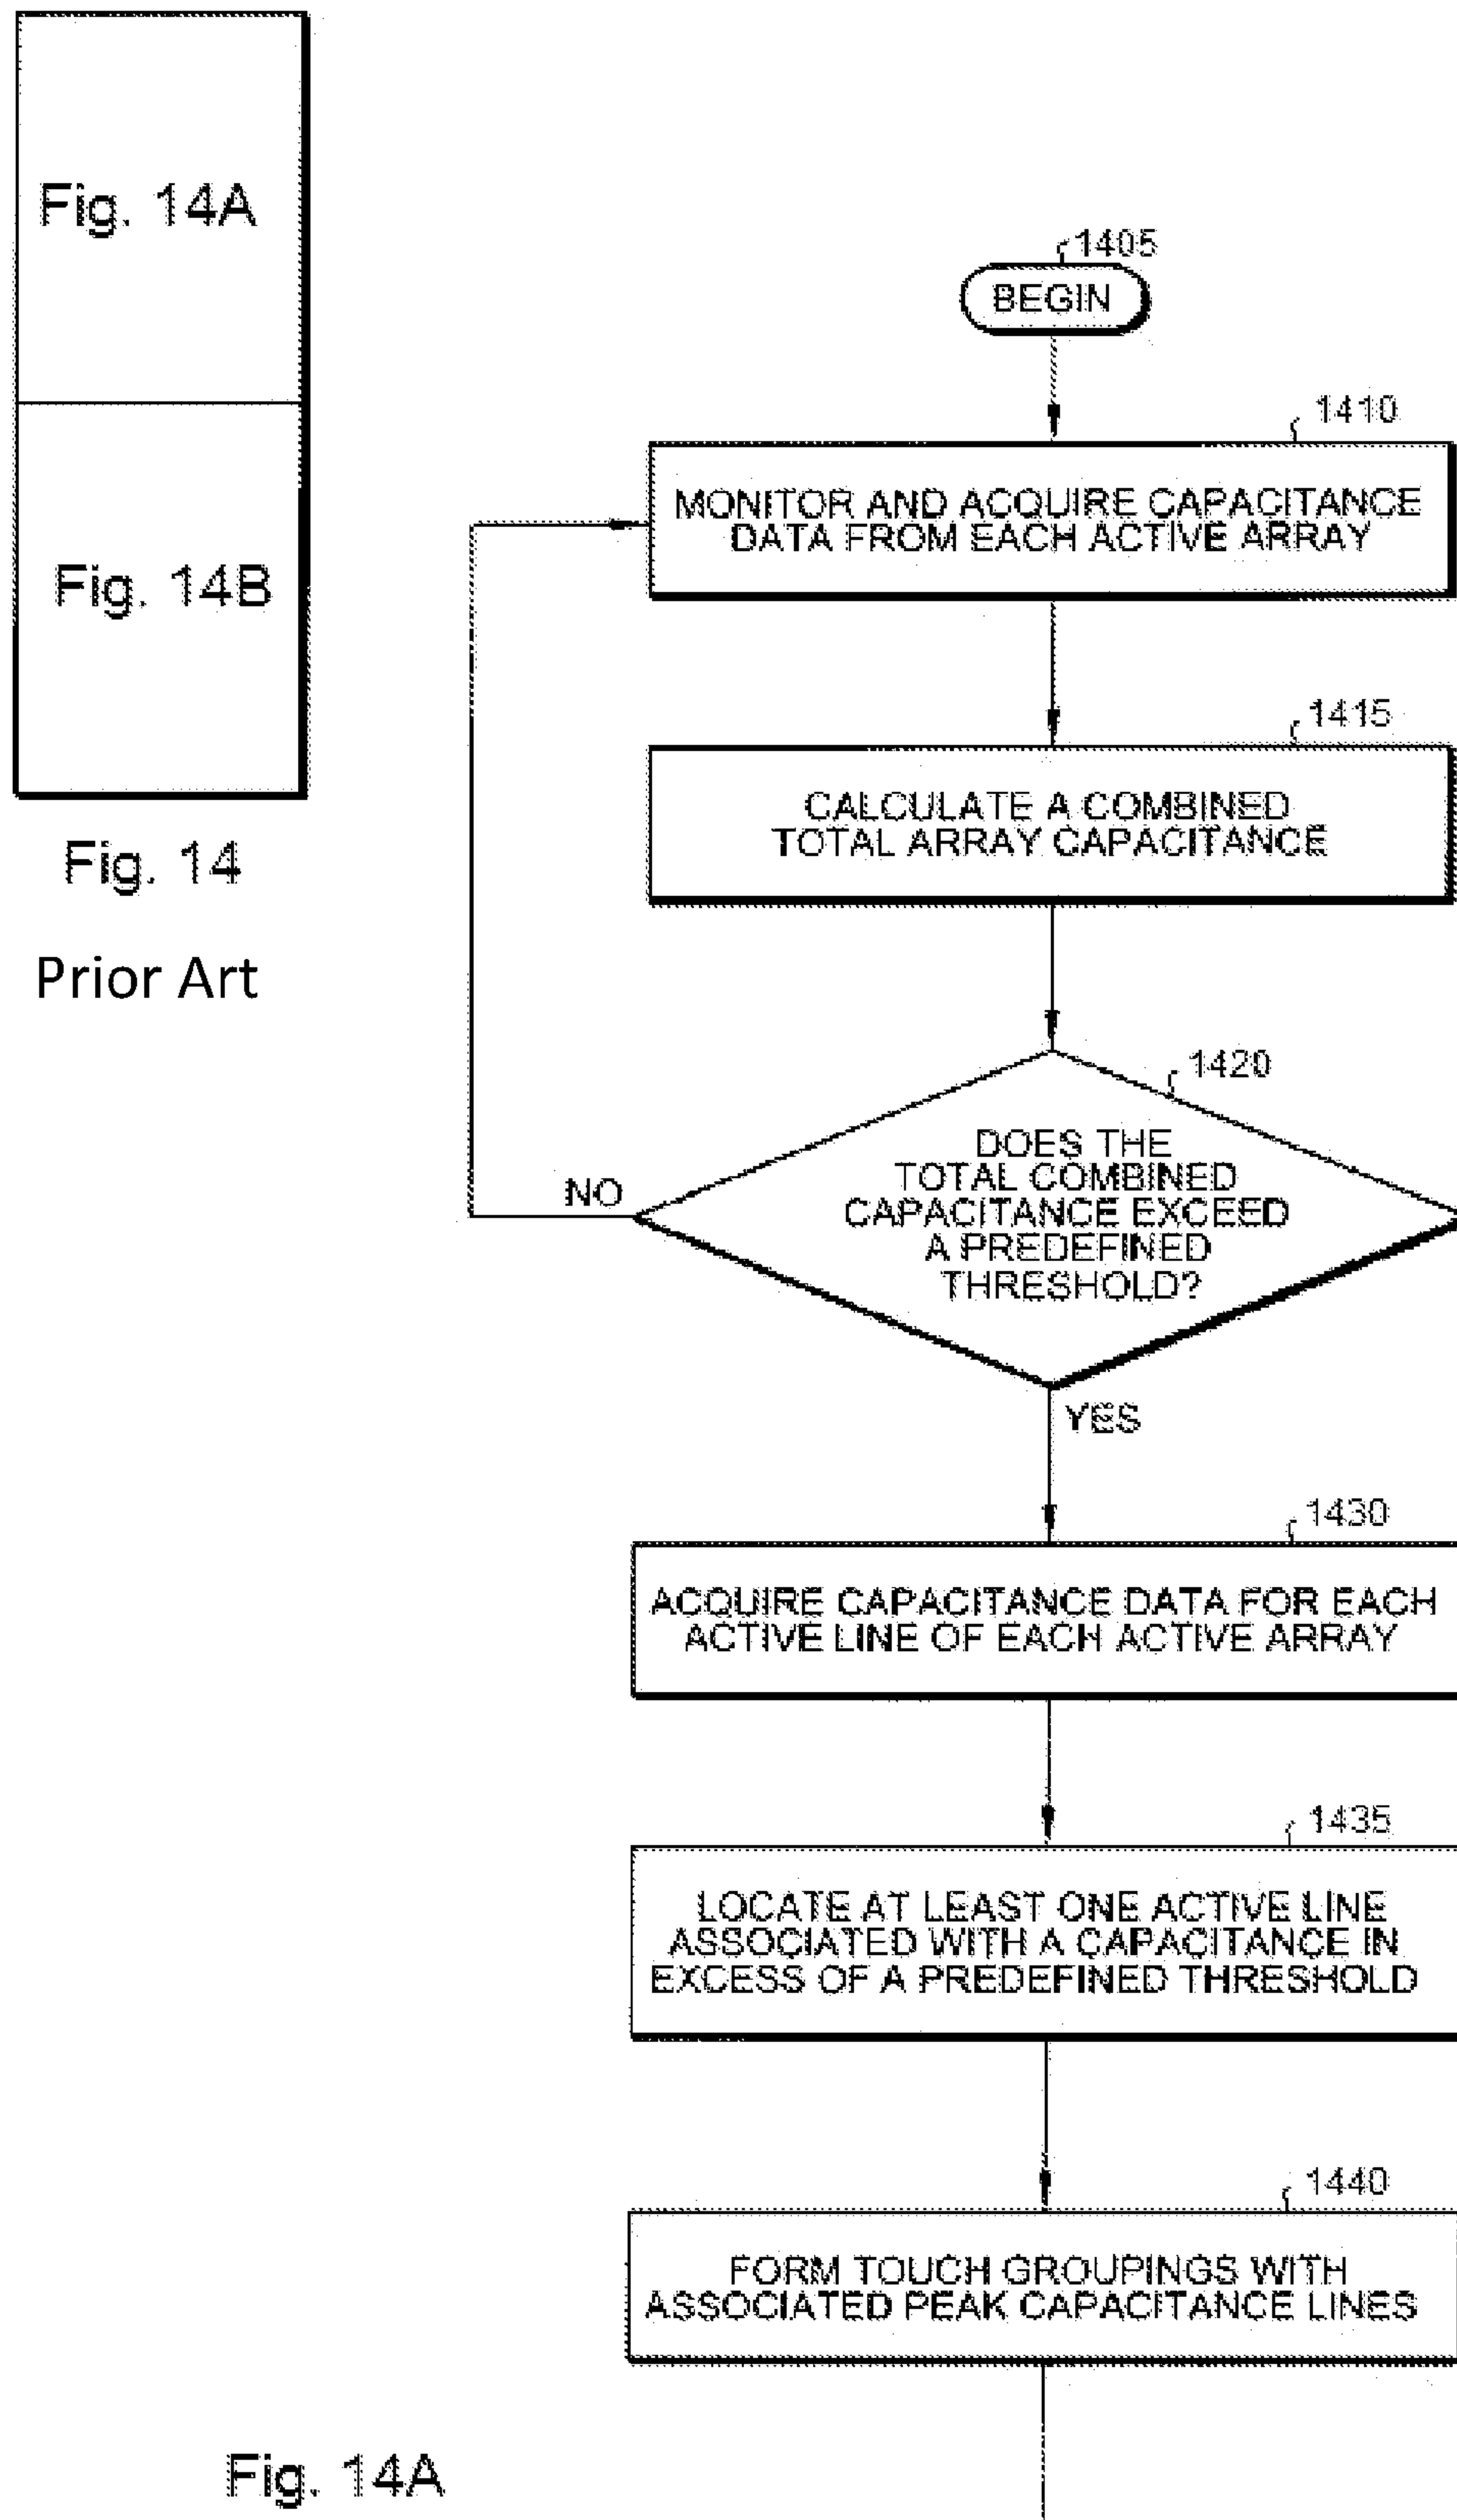 Fig. 14A
Fig. 14B
Fig. 14
Prior Art
1405
BEGIN
1410
MONITOR AND ACQUIRE CAPACITANCE
DATA FROM EACH ACTIVE ARRAY
1415
CALCULATE A COMBINED
TOTAL ARRAY CAPACITANCE
1420
DOES THE
TOTAL COMBINED
CAPACITANCE EXCEED
A PREDEFINED
THRESHOLD?
NO
YES
1430
ACQUIRE CAPACITANCE DATA FOR EACH
ACTIVE LINE OF EACH ACTIVE ARRAY
1435
LOCATE AT LEAST ONE ACTIVE LINE
ASSOCIATED WITH A CAPACITANCE IN
EXCESS OF A PREDEFINED THRESHOLD
1440
FORM TOUCH GROUPINGS WITH
ASSOCIATED PEAK CAPACITANCE LINES
Fig. 14A